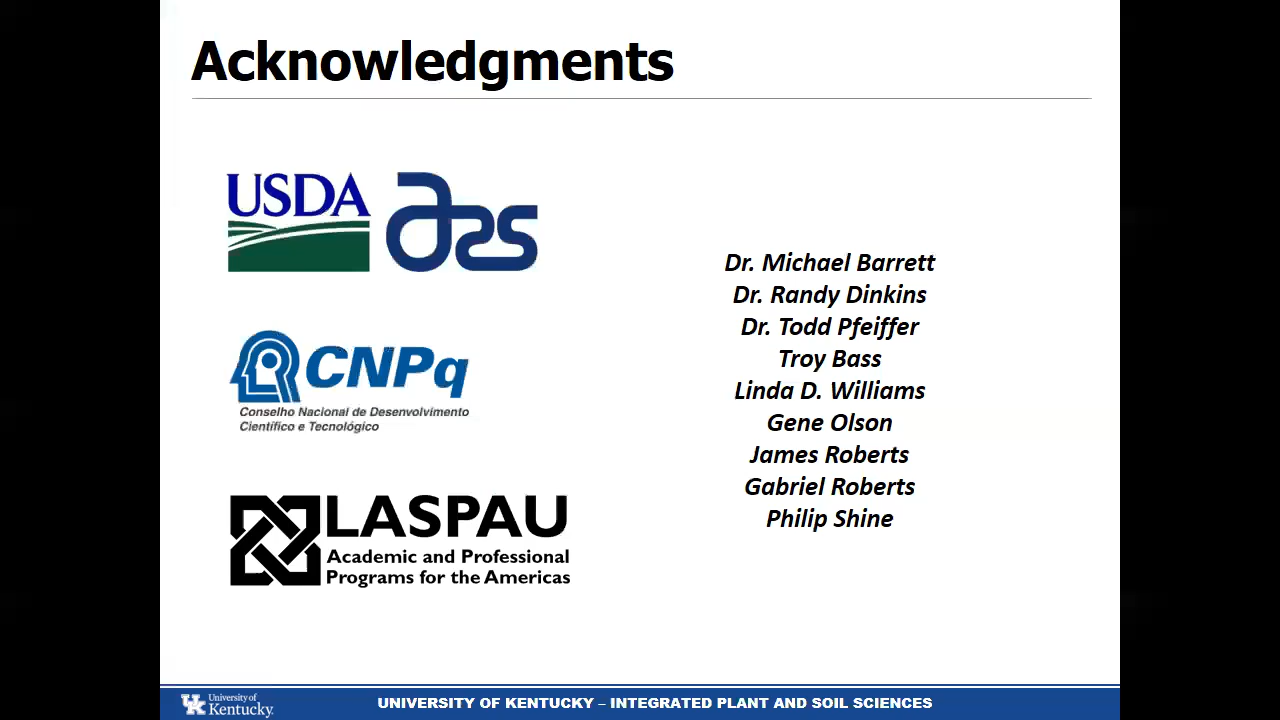 Acknowledgments
USDA
ars
CNPq
Conselho Nacional de Desenvolvimento
Científico e Tecnológico
LASPAU
Academic and Professional
Programs for the Americas
Dr. Michael Barrett
Dr. Randy Dinkins
Dr. Todd Pfeiffer
Troy Bass
Linda D. Williams
Gene Olson
James Roberts
Gabriel Roberts
Philip Shine
UK University of
Kentucky.
UNIVERSITY OF KENTUCKY – INTEGRATED PLANT AND SOIL SCIENCES